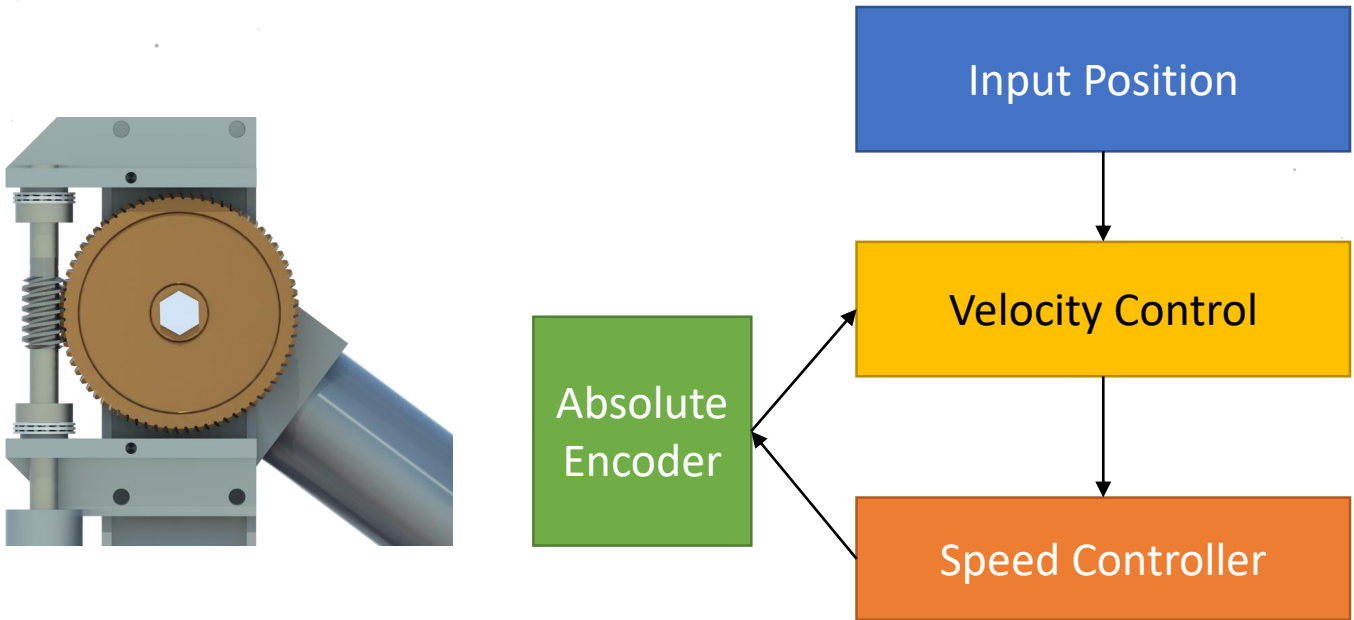 Input Position
Velocity Control
Absolute
Encoder
Speed Controller